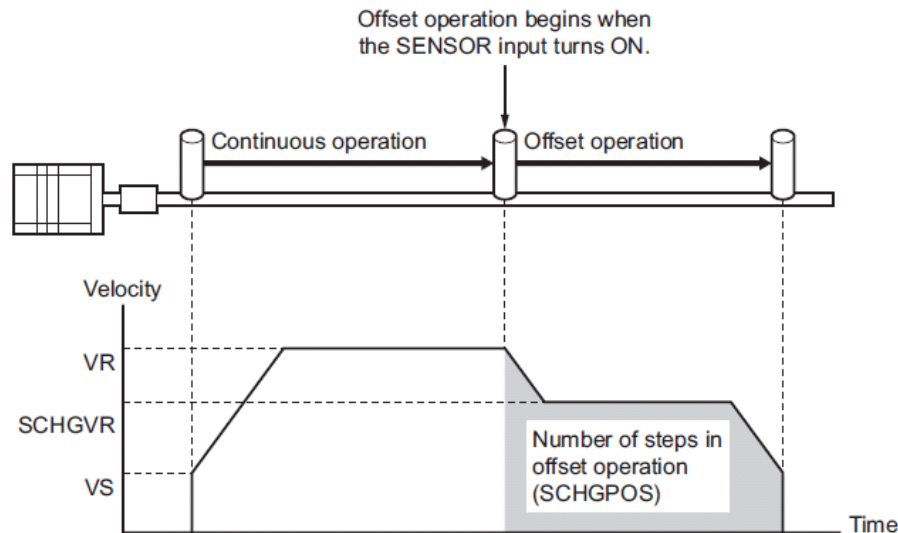 Offset operation begins when
the SENSOR input turns ON.
Continuous operation
Offset operation
Velocity
VR
SCHGVR
VS
Number of steps in
offset operation
(SCHGPOS)
Time